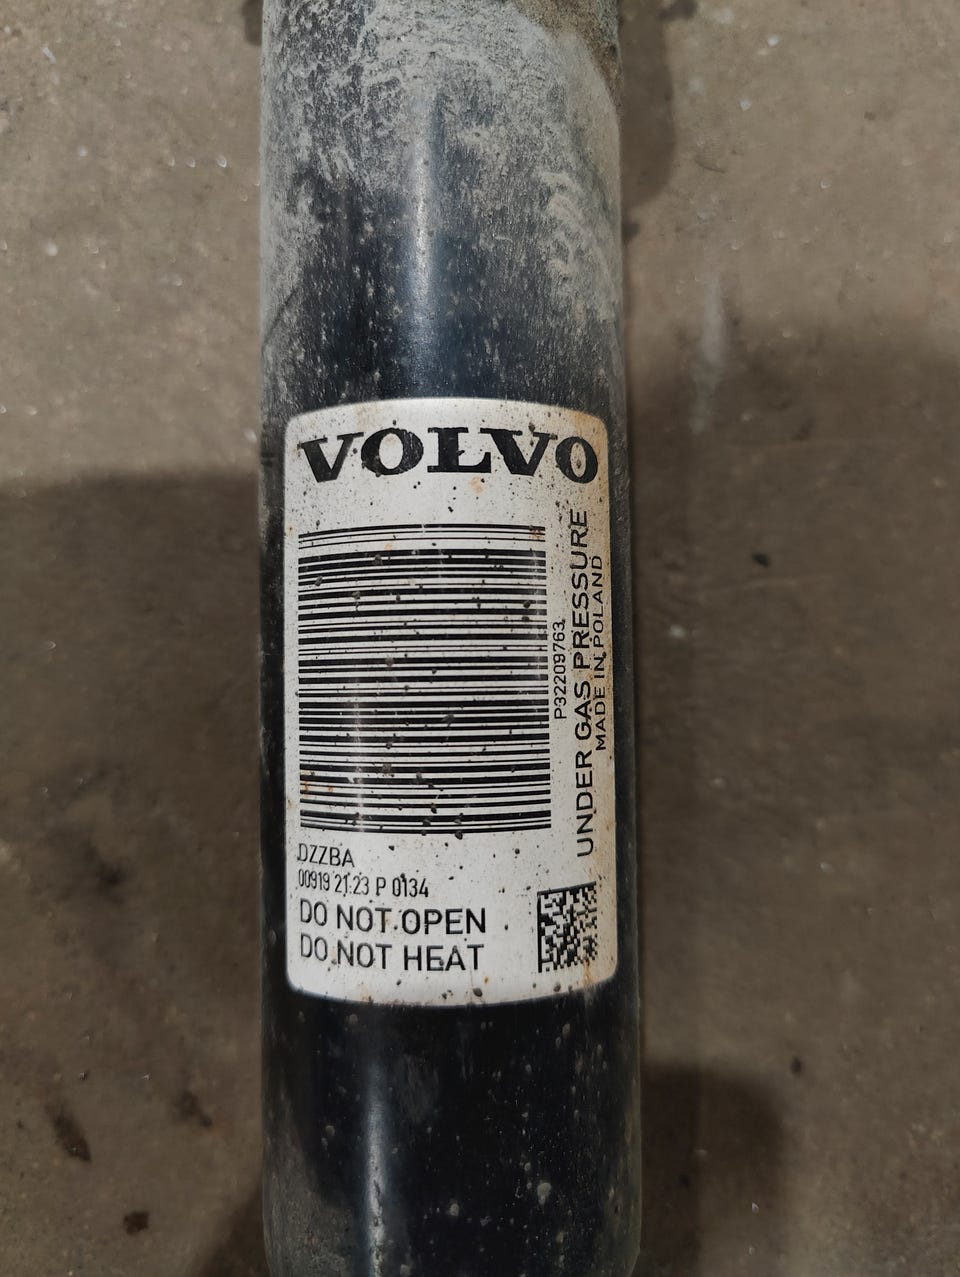 VOLVO
P32209763
UNDER GAS PRESSURE
MADE IN POLAND
DZZBA
00919 21:23 P 0134
DO NOT OPEN
DO NOT HEAT